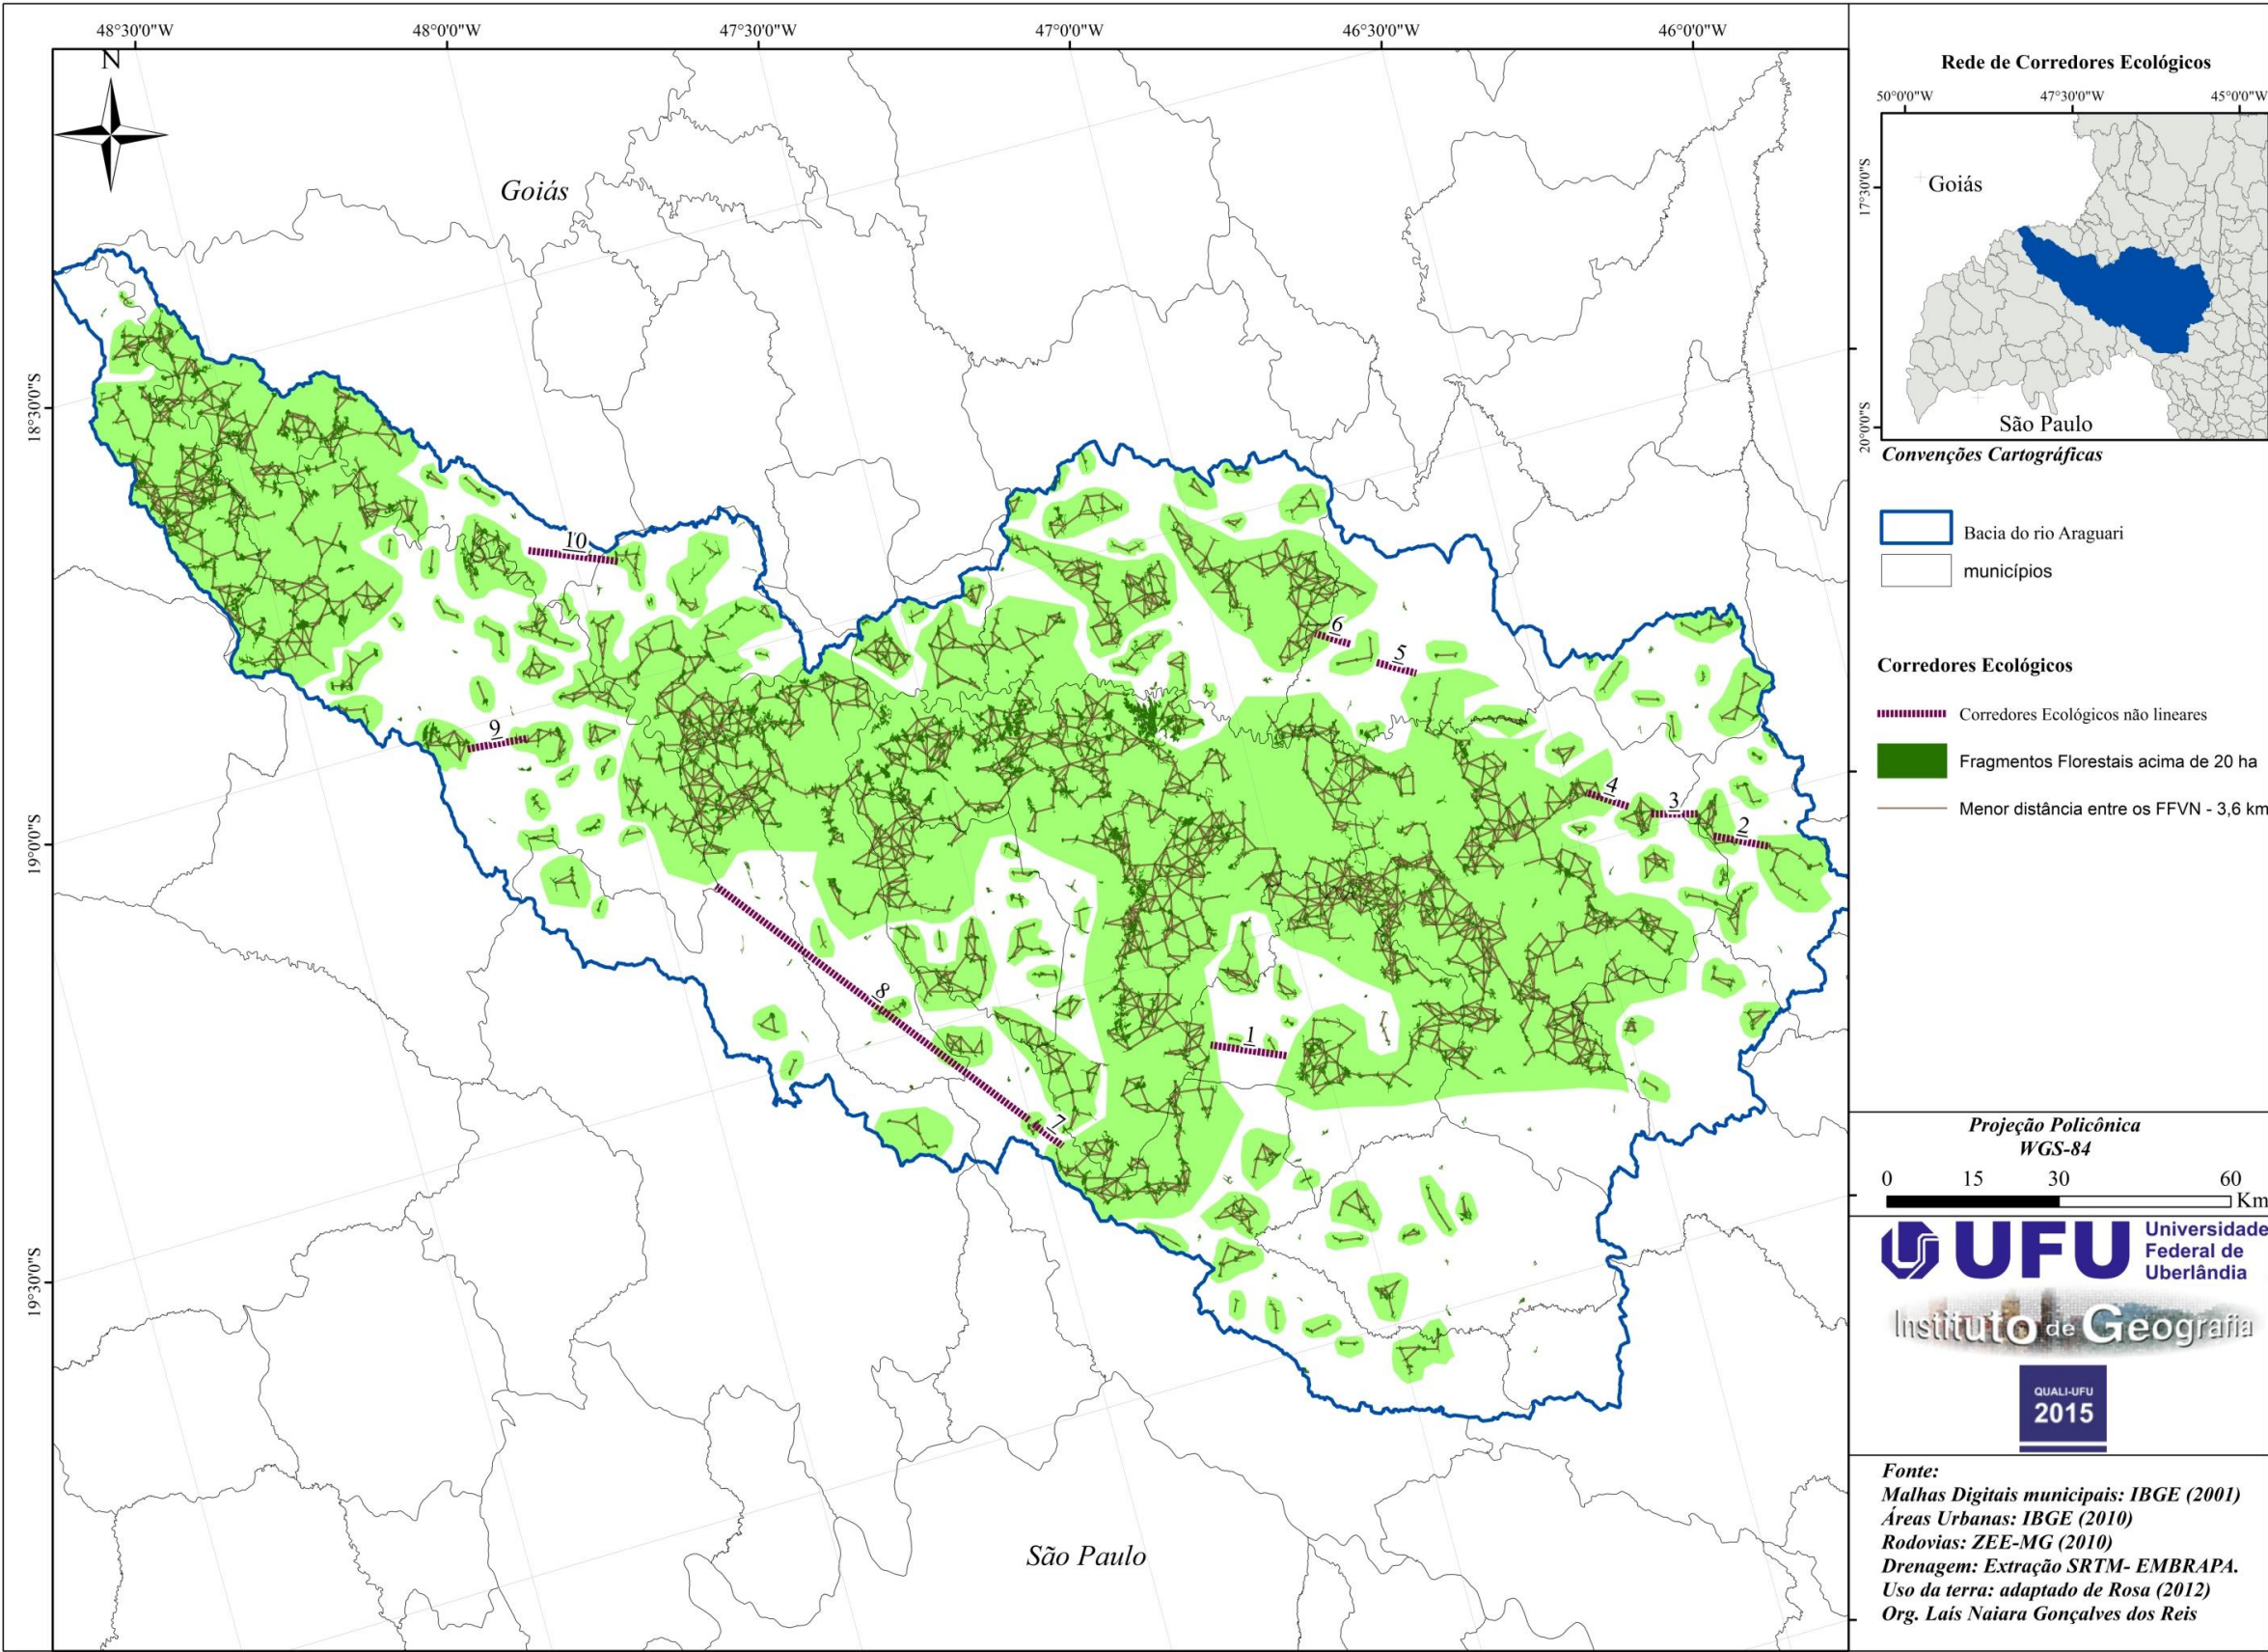 48°30'0"W 48°0'0"W 47°30'0"W 47°0'0"W 46°30'0"W 46°0'0"W
N
Goiás
18°30'0"S
19°0'0"S
19°30'0"S
10
6
5
9
4
3
2
8
1
7
São Paulo
Rede de Corredores Ecológicos
50°0'0"W 47°30'0"W 45°0'0"W
17°30'0"S
Goiás
20°0'0"S
São Paulo
Convenções Cartográficas
Bacia do rio Araguari
municípios
Corredores Ecológicos
Corredores Ecológicos não lineares
Fragmentos Florestais acima de 20 ha
Menor distância entre os FFVN - 3,6 km
Projeção Policônica
WGS-84
0 15 30 60
Km
UFU
Universidade
Federal de
Uberlândia
Instituto de Geografia
QUALI-UFU
2015
Fonte:
Malhas Digitais municipais: IBGE (2001)
Áreas Urbanas: IBGE (2010)
Rodovias: ZEE-MG (2010)
Drenagem: Extração SRTM- EMBRAPA.
Uso da terra: adaptado de Rosa (2012)
Org. Laís Naiara Gonçalves dos Reis